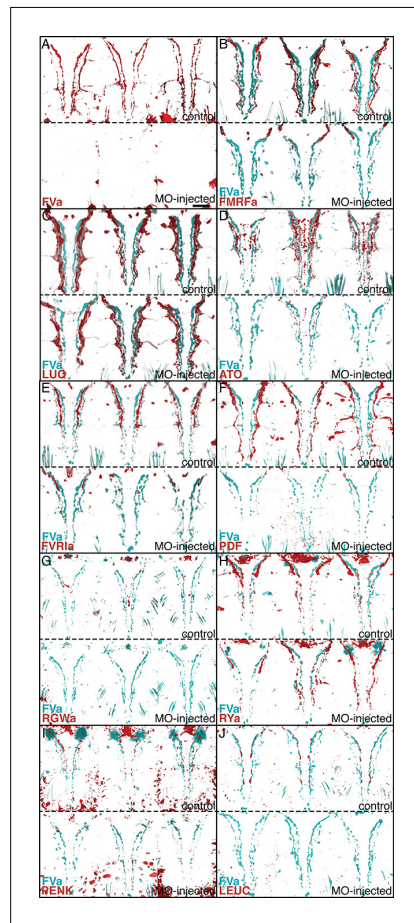 A
control
FVa
MO-injected
B
control
FVa
FMRFa
MO-injected
C
control
FVa
LUQ
MO-injected
D
control
FVa
ATO
MO-injected
E
control
FVa
FVRIa
MO-injected
F
control
FVa
PDF
MO-injected
G
control
FVa
RGWa
MO-injected
H
control
FVa
RYa
MO-injected
I
control
FVa
PENK
MO-injected
J
control
FVa
LEUC
MO-injected